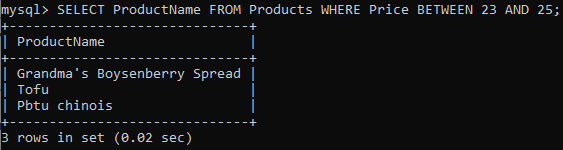 mysql> SELECT ProductName FROM Products WHERE Price BETWEEN 23 AND 25;
+------------------------------+
| ProductName                  |
+------------------------------+
| Grandma's Boysenberry Spread |
| Tofu                         |
| Pbtu chinois                 |
+------------------------------+
3 rows in set (0.02 sec)